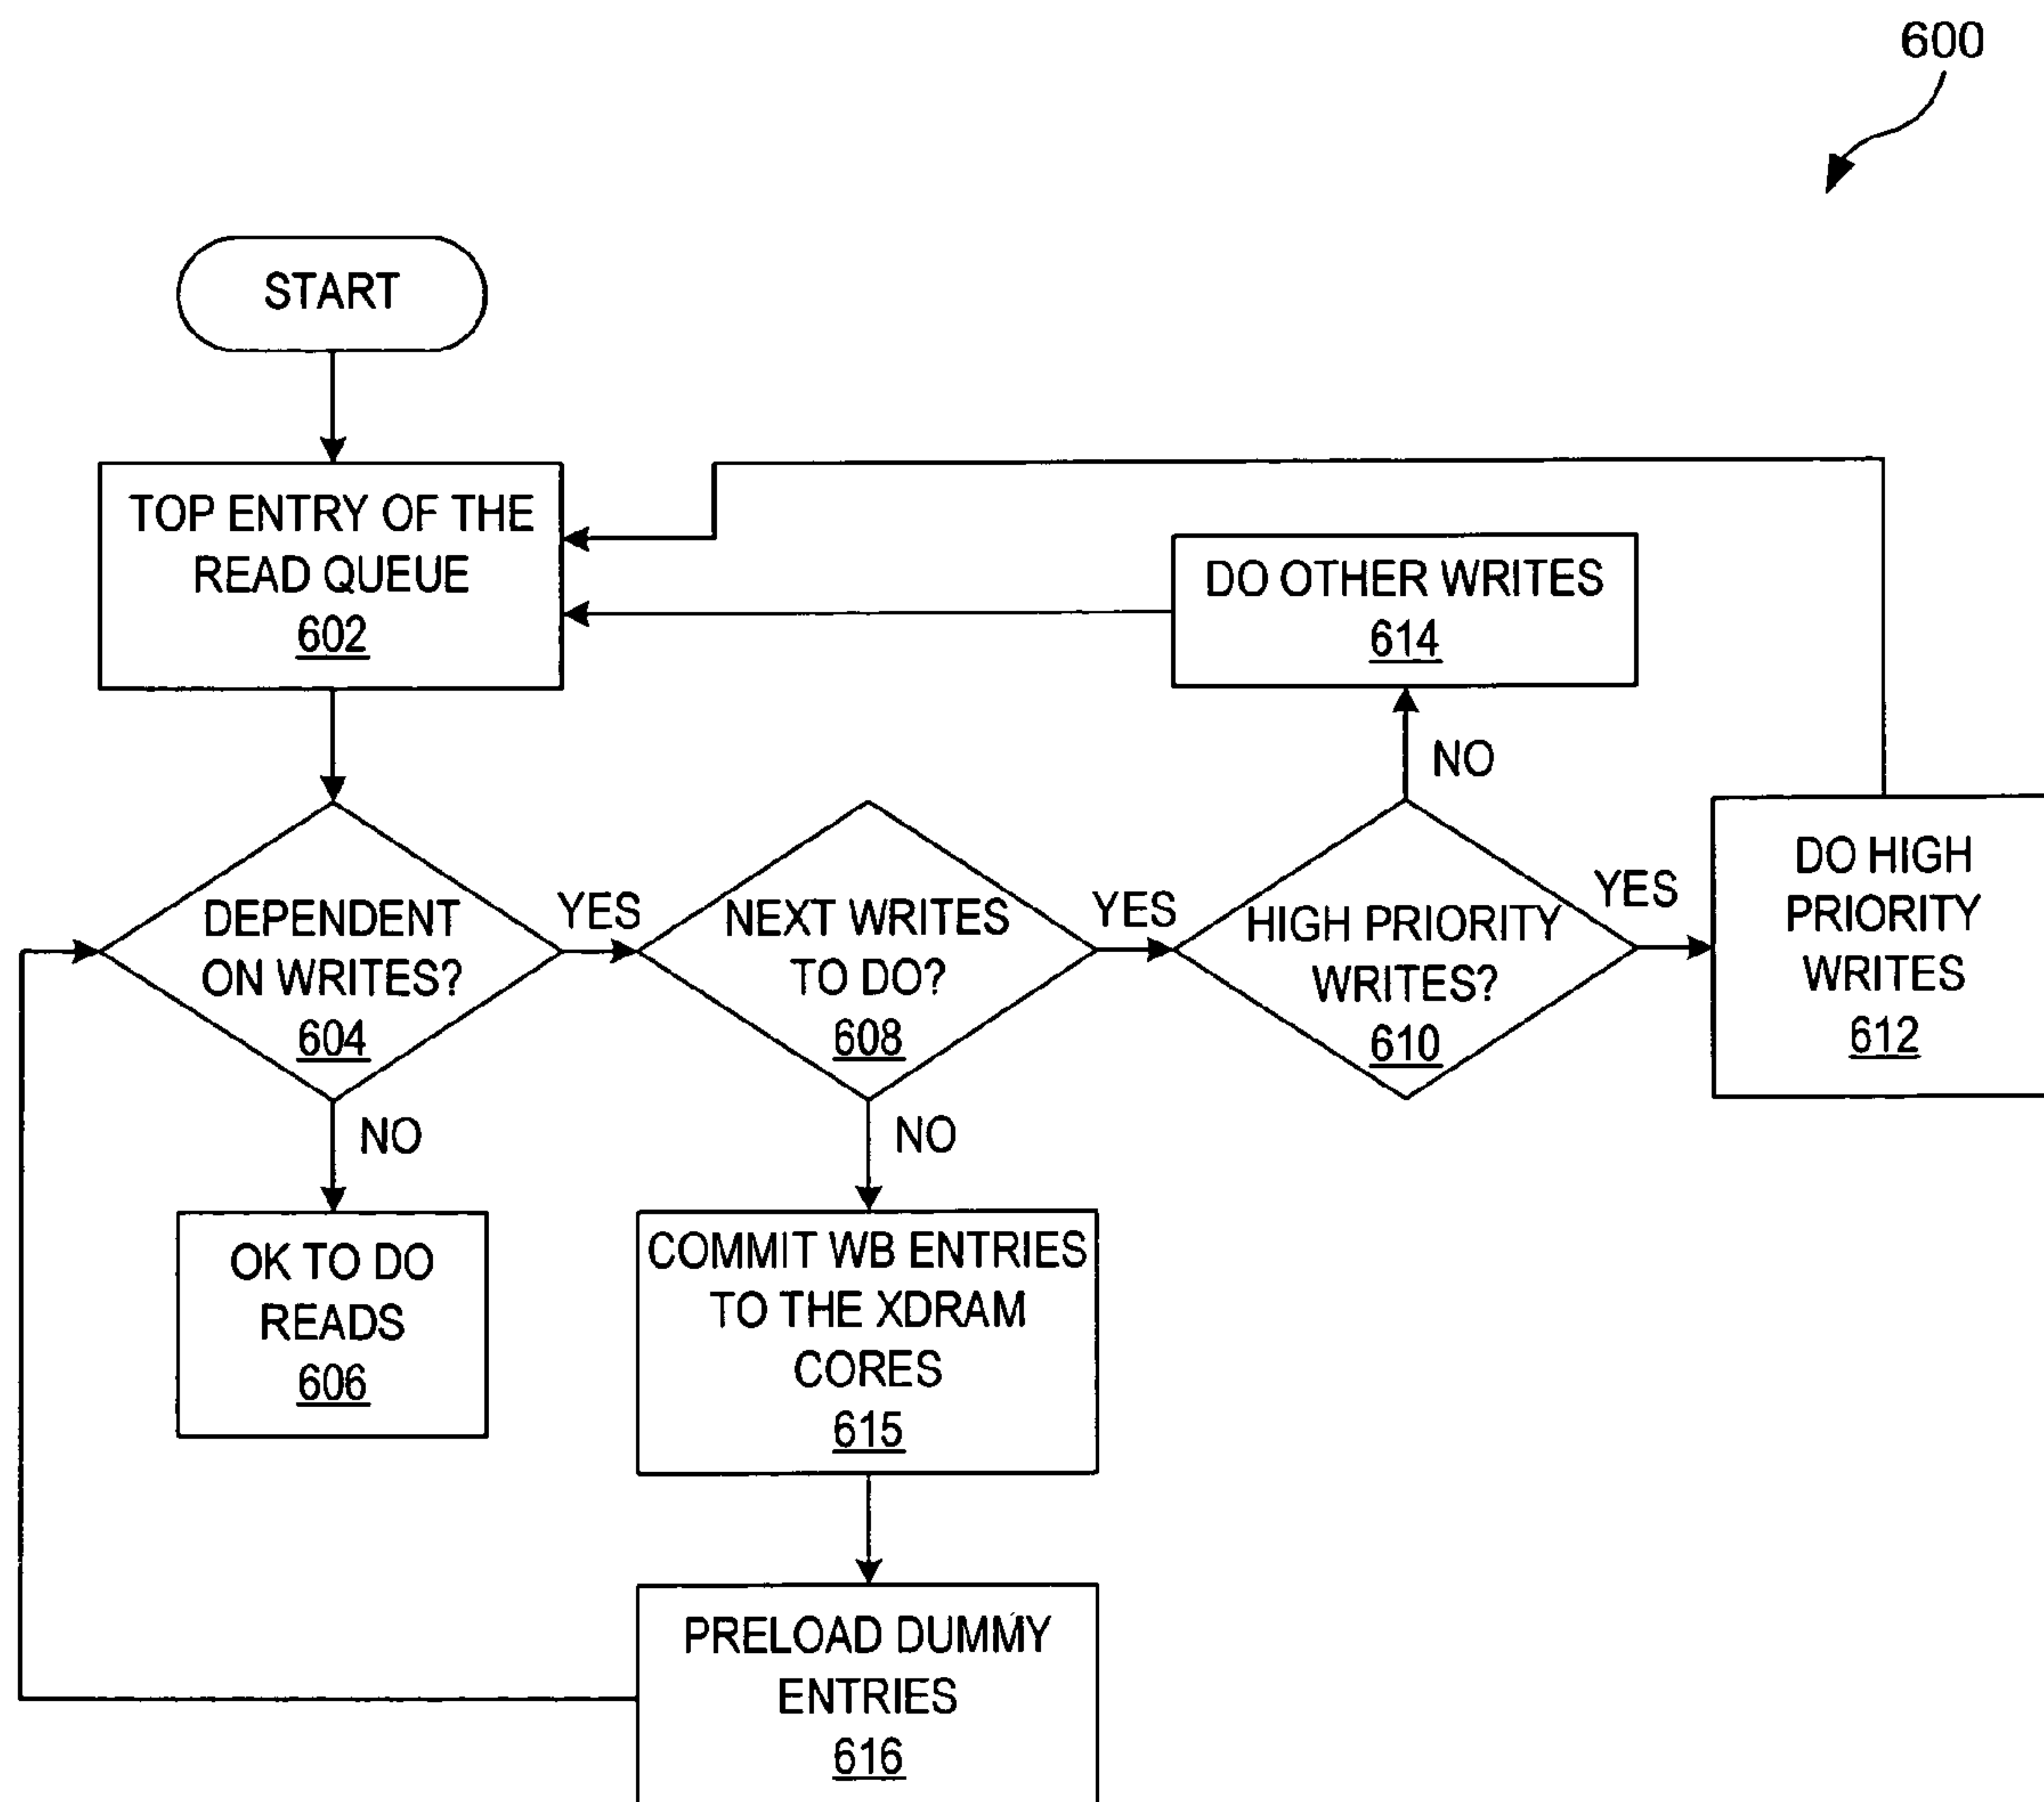 600
START
TOP ENTRY OF THE
READ QUEUE
602
DO OTHER WRITES
614
NO
DEPENDENT
ON WRITES?
604
YES
NEXT WRITES
TO DO?
608
YES
HIGH PRIORITY
WRITES?
610
YES
DO HIGH
PRIORITY
WRITES
612
NO
OK TO DO
READS
606
NO
COMMIT WB ENTRIES
TO THE XDRAM
CORES
615
PRELOAD DUMMY
ENTRIES
616